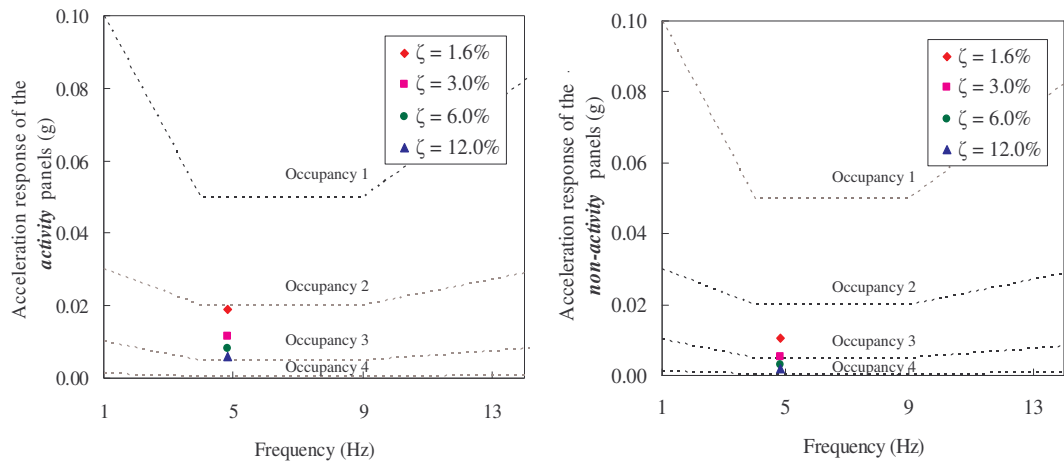 Acceleration response of the
activity panels (g)
0.10
0.08
0.06
0.04
0.02
0.00
ζ = 1.6%
ζ = 3.0%
ζ = 6.0%
ζ = 12.0%
Occupancy 1
Occupancy 2
Occupancy 3
Occupancy 4
1 5 9 13
Frequency (Hz)
Acceleration response of the
non-activity panels (g)
0.10
0.08
0.06
0.04
0.02
0.00
ζ = 1.6%
ζ = 3.0%
ζ = 6.0%
ζ = 12.0%
Occupancy 1
Occupancy 2
Occupancy 3
Occupancy 4
1 5 9 13
Frequency (Hz)